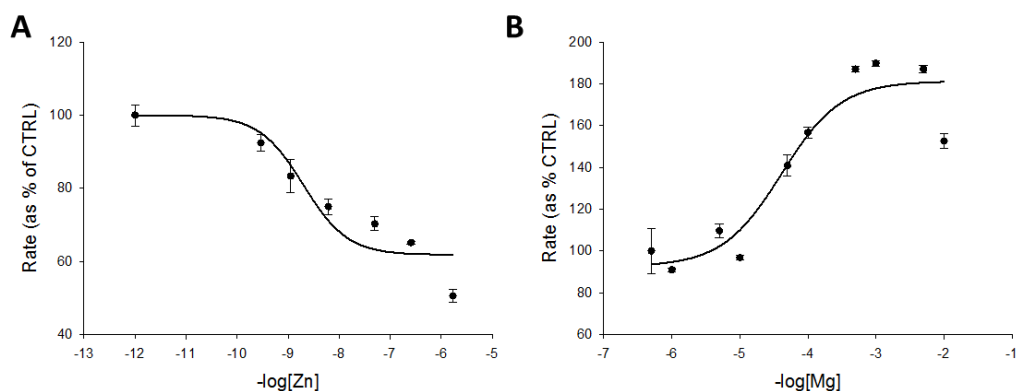 A
Rate (as % of CTRL)
120
100
80
60
40
-13 -12 -11 -10 -9 -8 -7 -6 -5
-log[Zn]
B
Rate (as % CTRL)
200
180
160
140
120
100
80
60
-7 -6 -5 -4 -3 -2 -1
-log[Mg]